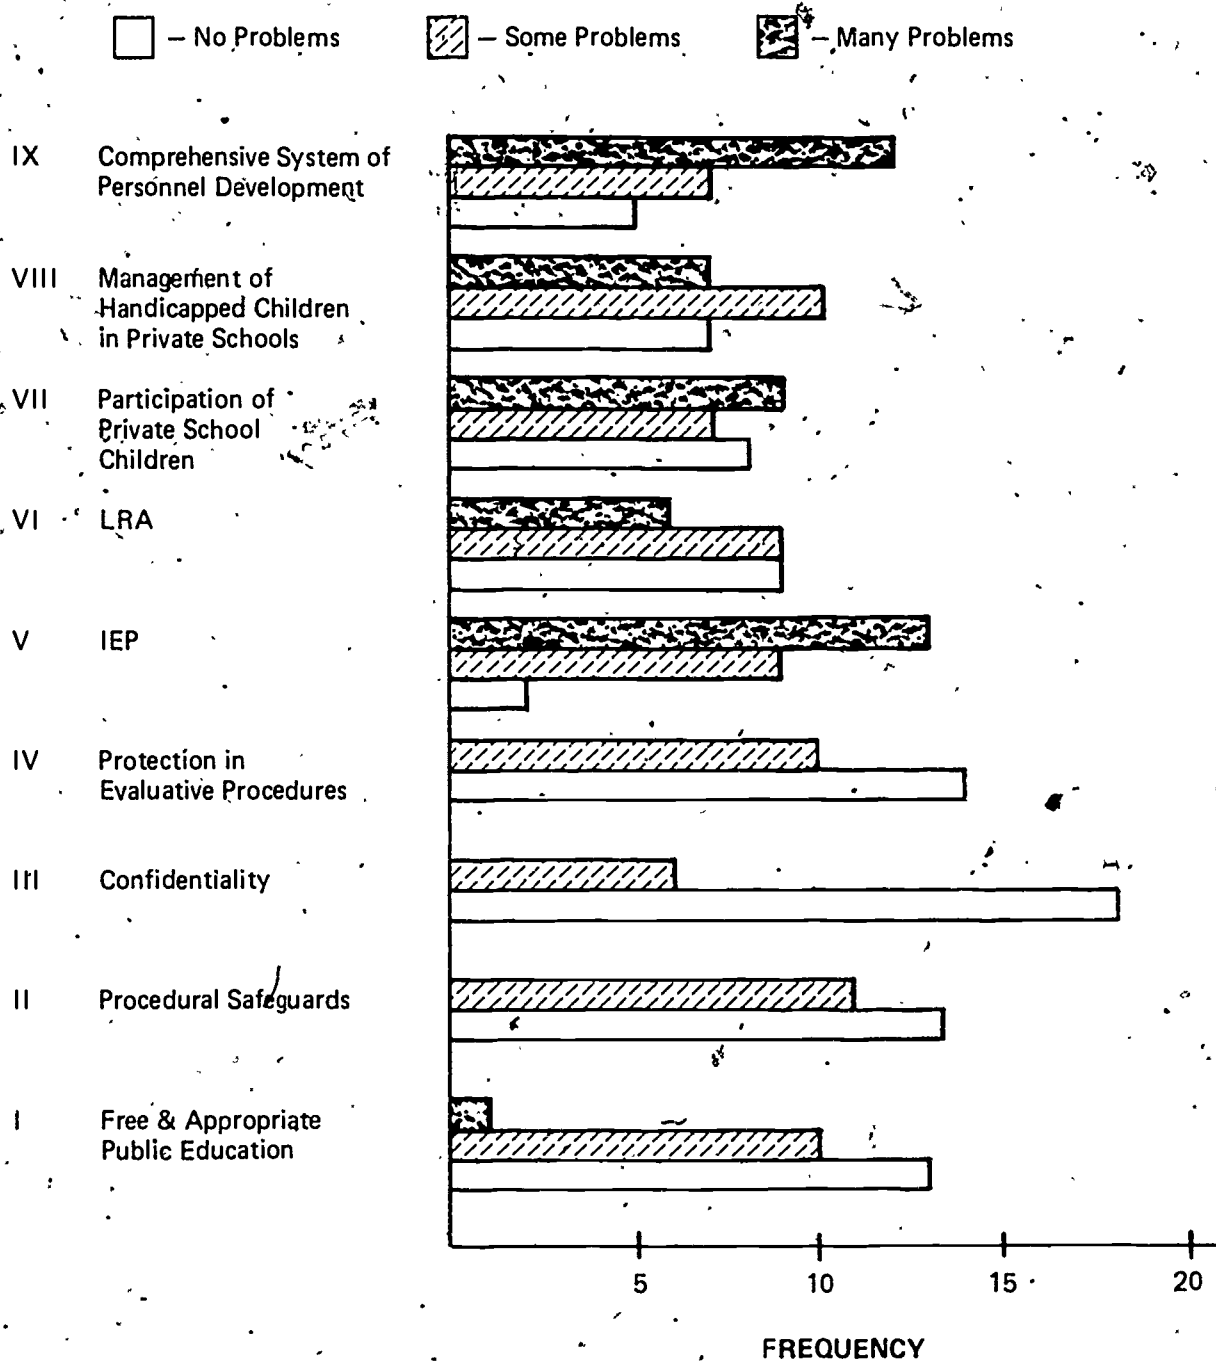 – No Problems – Some Problems – Many Problems
IX Comprehensive System of
Personnel Development
VIII Management of
Handicapped Children
in Private Schools
VII Participation of
Private School
Children
VI LRA
V IEP
IV Protection in
Evaluative Procedures
III Confidentiality
II Procedural Safeguards
I Free & Appropriate
Public Education
5 10 15 20
FREQUENCY